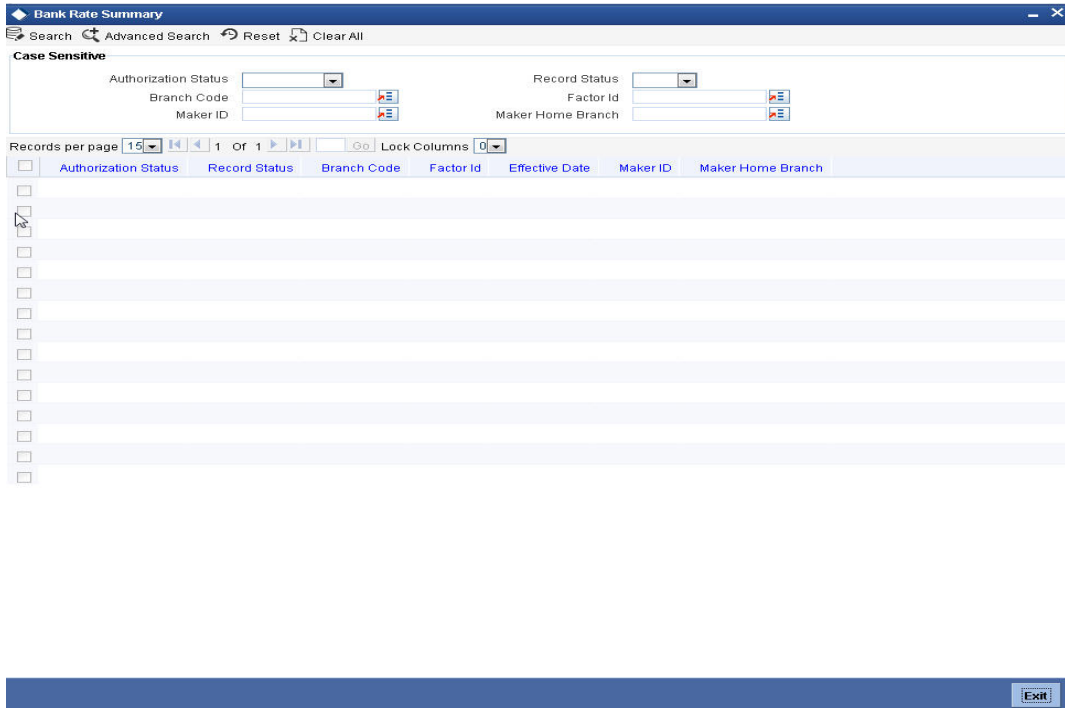 Bank Rate Summary
Search Advanced Search Reset Clear All
Case Sensitive
Authorization Status Record Status
Branch Code Factor Id
Maker ID Maker Home Branch
Records per page 15 1 Of 1 Go Lock Columns 0
Authorization Status Record Status Branch Code Factor Id Effective Date Maker ID Maker Home Branch
Exit